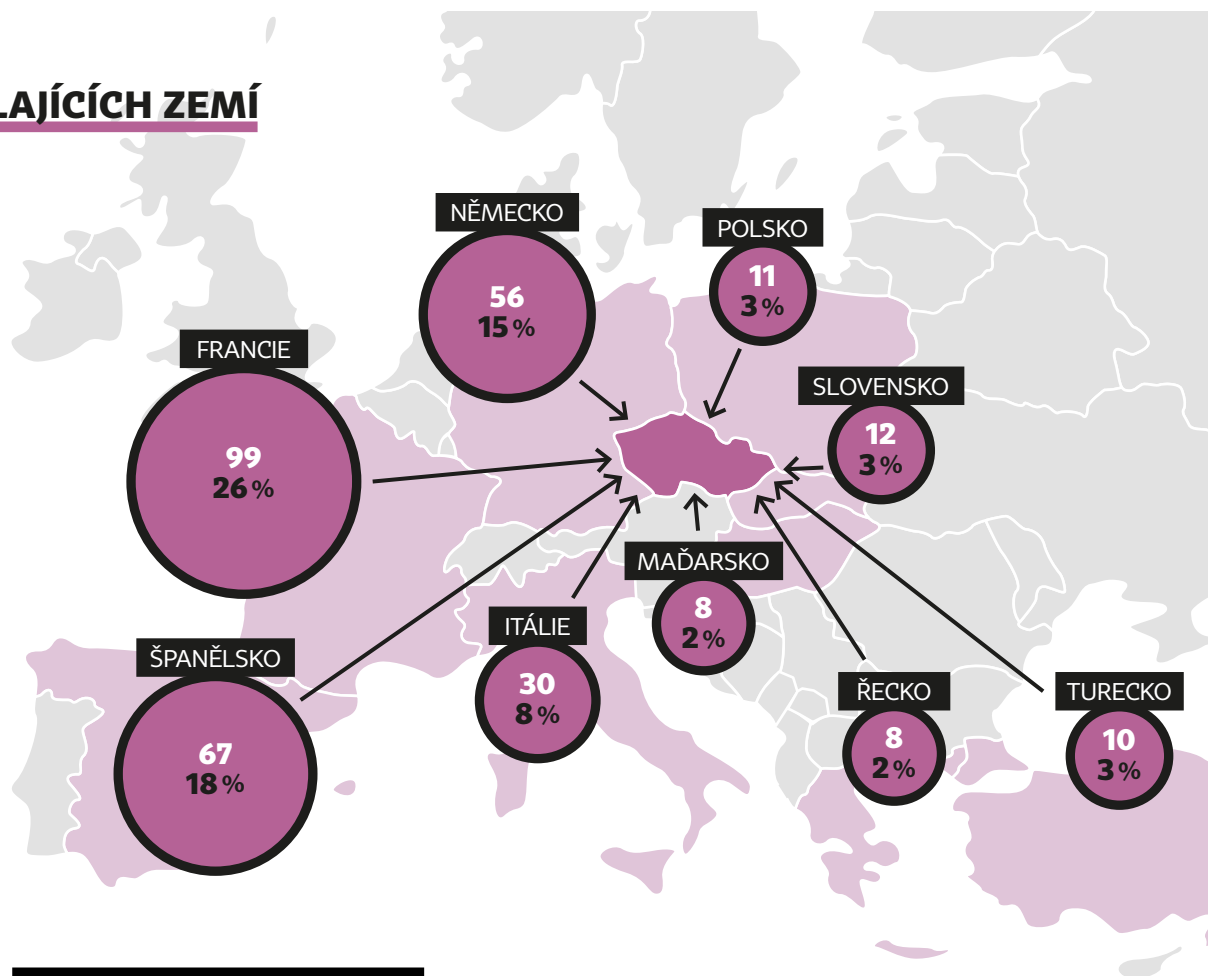 LAJÍCÍCH ZEMÍ
NĚMECKO
56
15 %
POLSKO
11
3 %
FRANCIE
99
26 %
SLOVENSKO
12
3 %
MAĎARSKO
8
2 %
ITÁLIE
30
8 %
ŠPANĚLSKO
67
18 %
ŘECKO
8
2 %
TURECKO
10
3 %